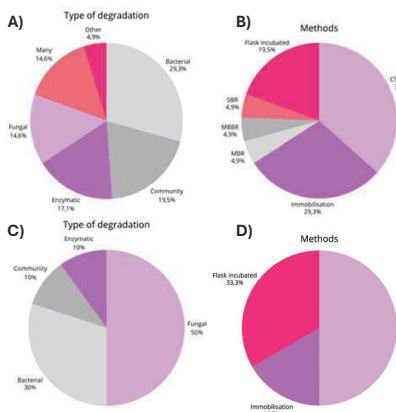 A)
Type of degradation
Other
4,9%
Many
14,6%
Bacterial
29,3%
Fungal
14,6%
Enzymatic
17,1%
Community
19,5%
B)
Methods
Flask incubated
19,5%
SBR
4,9%
MBBR
4,9%
MBR
4,9%
Immobilisation
29,3%
C)
Type of degradation
Enzymatic
10%
Community
10%
Fungal
50%
Bacterial
30%
D)
Methods
Flask incubated
33,3%
Immobilisation